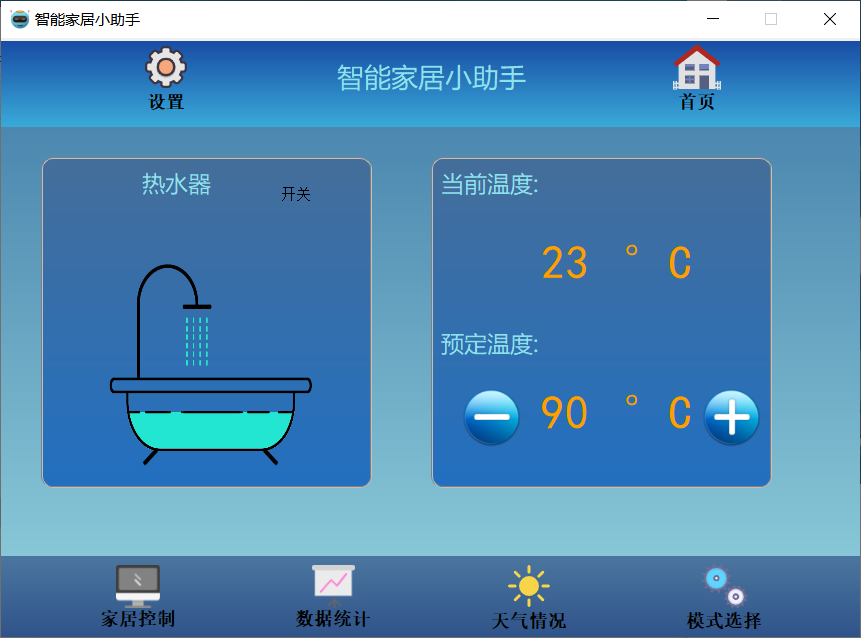 智能家居小助手
设置
智能家居小助手
首页
热水器
开关
当前温度:
23 ° C
预定温度:
90 ° C
家居控制
数据统计
天气情况
模式选择